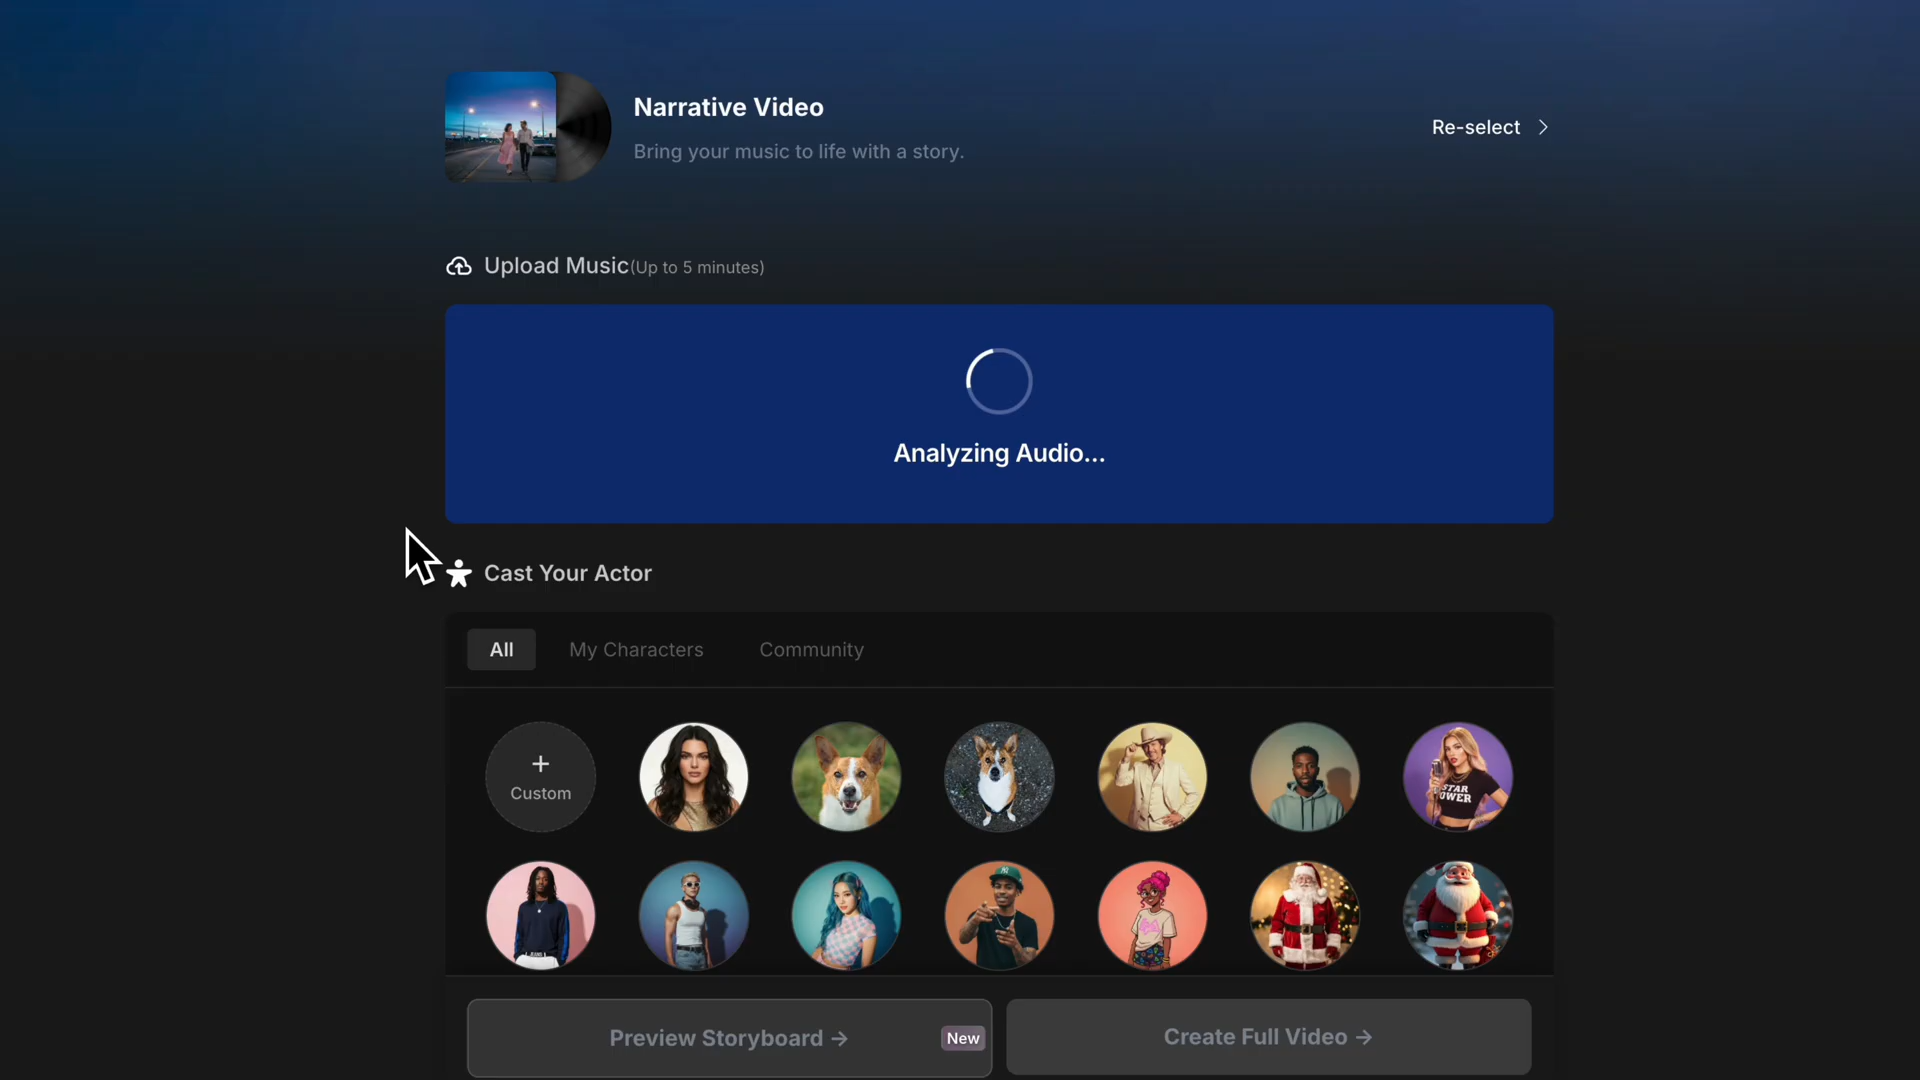 Narrative Video
Bring your music to life with a story.
Re-select
Upload Music(Up to 5 minutes)
Analyzing Audio...
Cast Your Actor
All
My Characters
Community
+
Custom
STAR
OWER
Preview Storyboard →
New
Create Full Video →